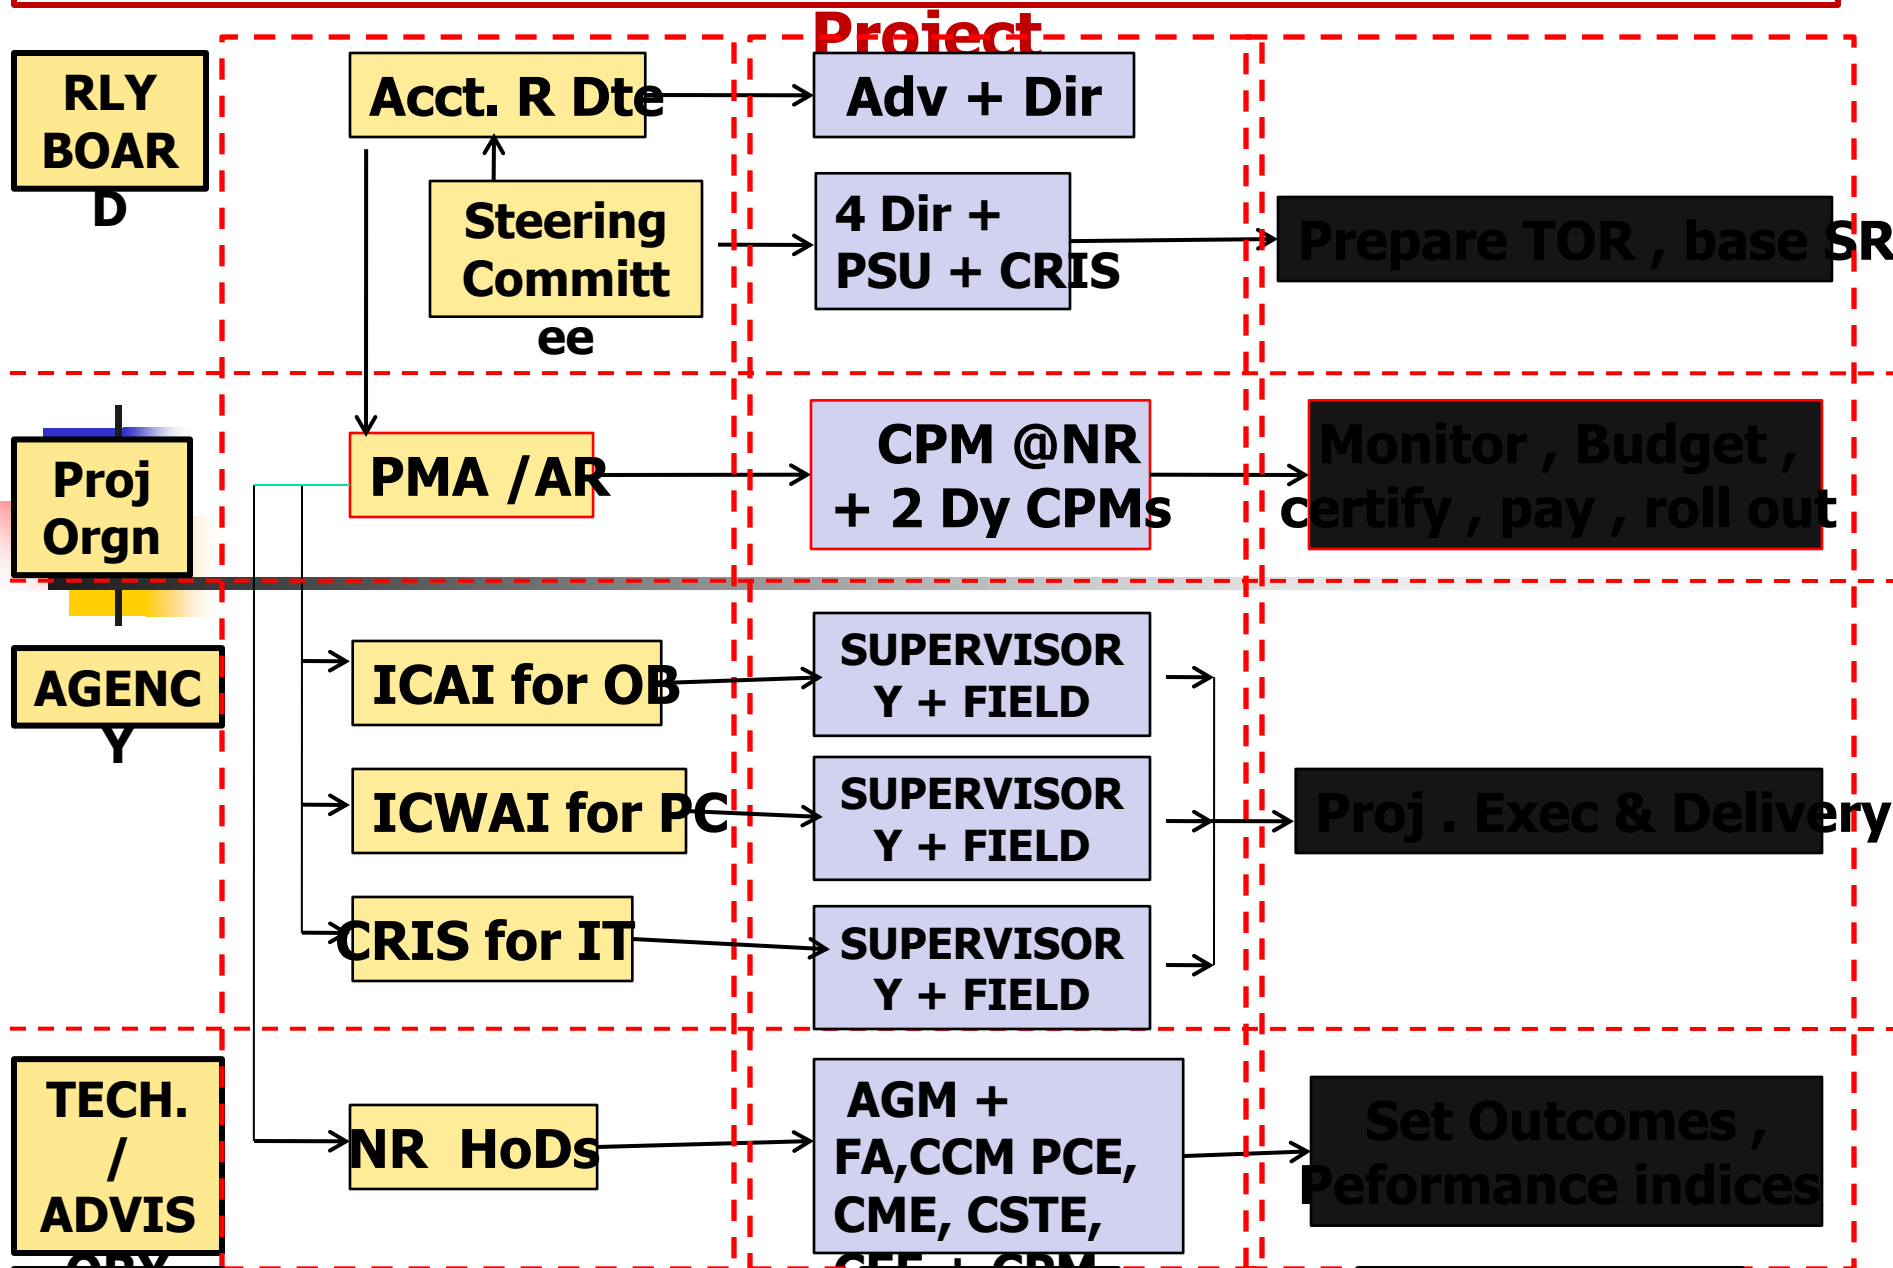 Project
RLY
BOAR
D
Acct. R Dte
Adv + Dir
Steering
Committ
ee
4 Dir +
PSU + CRIS
Prepare TOR , base SR
Proj
Orgn
PMA / AR
CPM @NR
+ 2 Dy CPMs
Monitor , Budget ,
certify , pay , roll out
AGENC
Y
ICAI for OB
SUPERVISOR
Y + FIELD
ICWAI for PC
SUPERVISOR
Y + FIELD
Proj . Exec & Delivery
CRIS for IT
SUPERVISOR
Y + FIELD
TECH.
/
ADVIS
ORY
NR HoDs
AGM +
FA,CCM PCE,
CME, CSTE,
CEE + CPM
Set Outcomes ,
Peformance indices